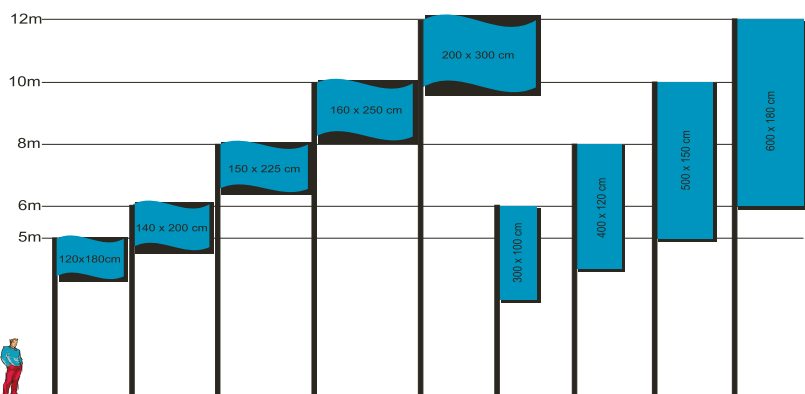 12m
200 x 300 cm
10m
160 x 250 cm
600 x 180 cm
8m
150 x 225 cm
500 x 150 cm
6m
140 x 200 cm
400 x 120 cm
5m
120x180cm
300 x 100 cm